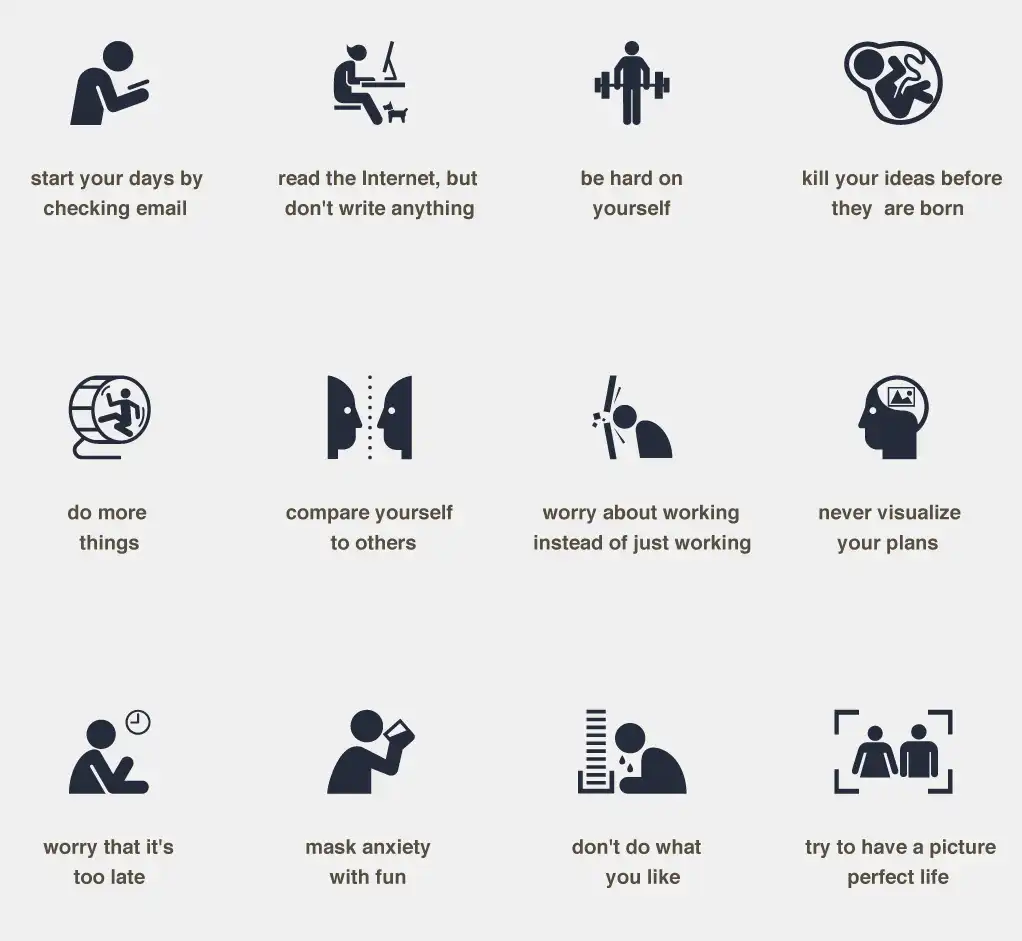 start your days by
checking email
read the Internet, but
don't write anything
be hard on
yourself
kill your ideas before
they  are born
do more
things
compare yourself
to others
worry about working
instead of just working
never visualize
your plans
worry that it's
too late
mask anxiety
with fun
don't do what
you like
try to have a picture
perfect life